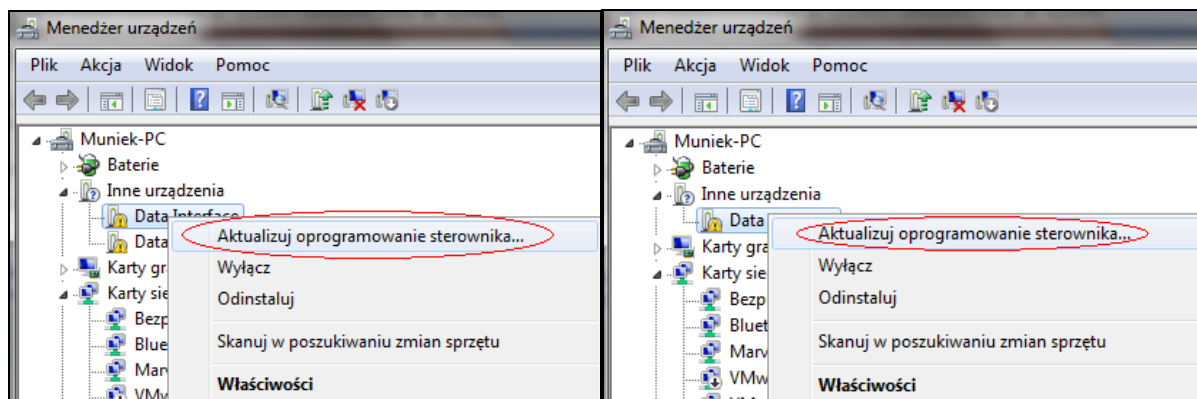 Menedżer urządzeń
Plik Akcja Widok Pomoc
Muniek-PC
Baterie
Inne urządzenia
Data Interface
Aktualizuj oprogramowanie sterownika...
Data
Wyłącz
Karty gr
Odinstaluj
Karty sie
Bezp
Blue
Skanuj w poszukiwaniu zmian sprzętu
Marv
Właściwości
VMw
Menedżer urządzeń
Plik Akcja Widok Pomoc
Muniek-PC
Baterie
Inne urządzenia
Data
Aktualizuj oprogramowanie sterownika...
Karty gra
Wyłącz
Karty sie
Bezp
Odinstaluj
Bluet
Marv
Skanuj w poszukiwaniu zmian sprzętu
VMw
Właściwości